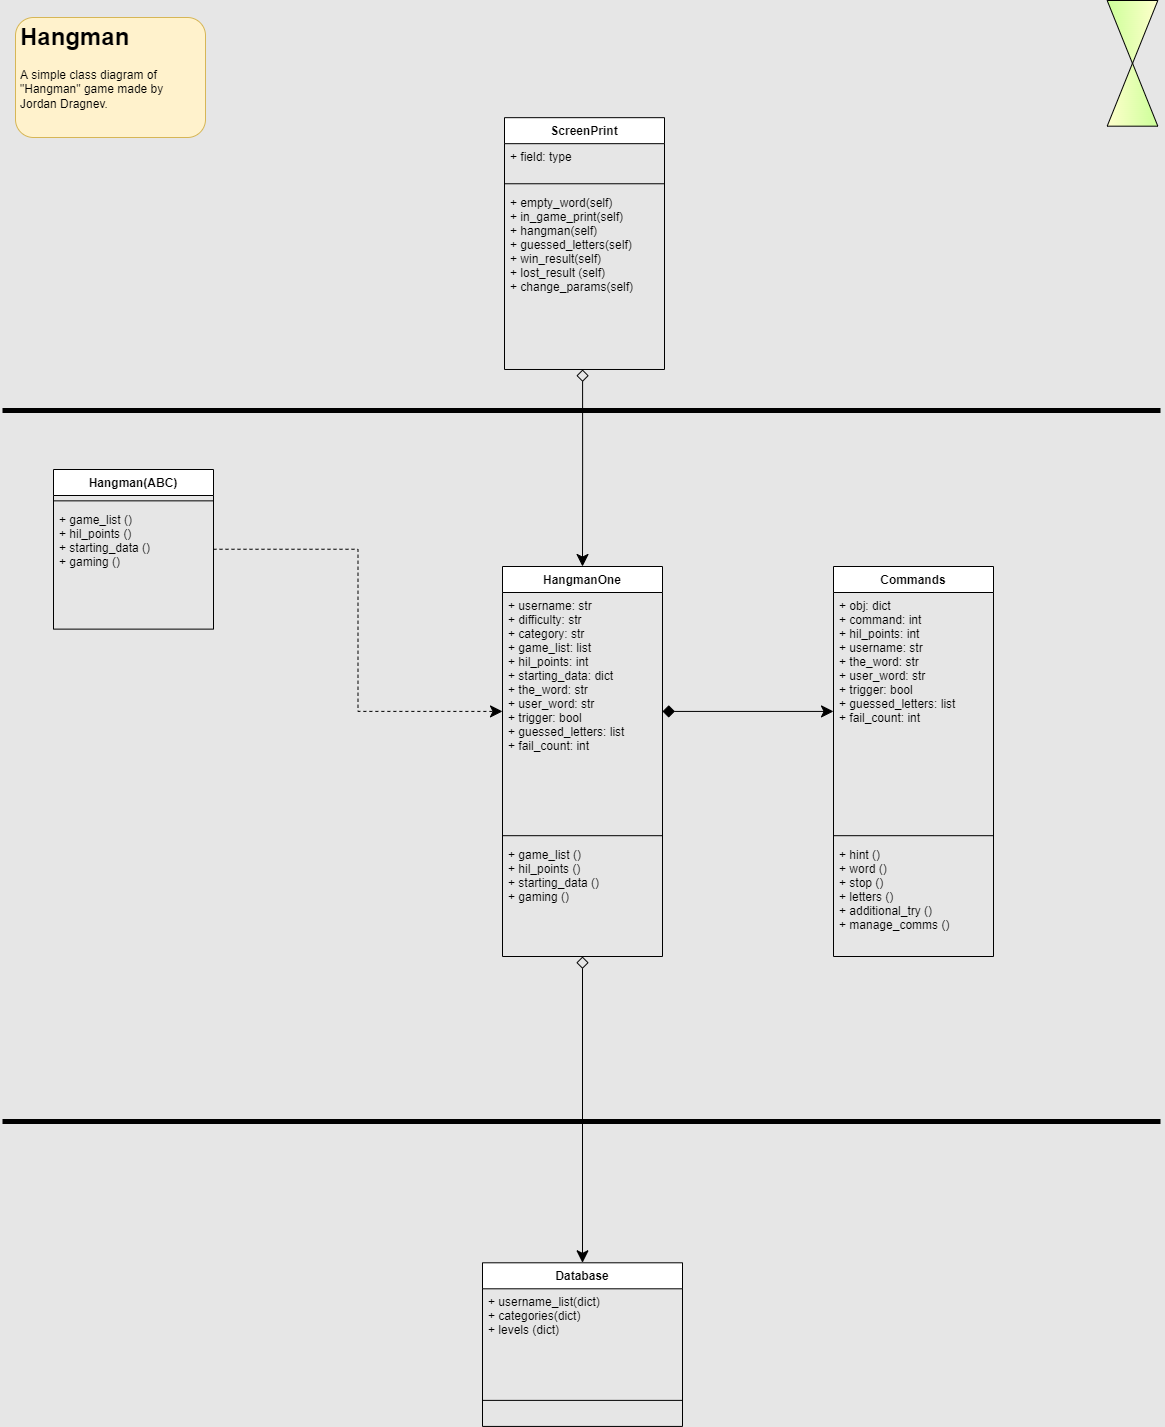 Hangman
A simple class diagram of
"Hangman" game made by
Jordan Dragnev.
ScreenPrint
+ field: type
+ empty_word(self)
+ in_game_print(self)
+ hangman(self)
+ guessed_letters(self)
+ win_result(self)
+ lost_result (self)
+ change_params(self)
Hangman(ABC)
+ game_list ()
+ hil_points ()
+ starting_data ()
+ gaming ()
HangmanOne
+ username: str
+ difficulty: str
+ category: str
+ game_list: list
+ hil_points: int
+ starting_data: dict
+ the_word: str
+ user_word: str
+ trigger: bool
+ guessed_letters: list
+ fail_count: int
+ game_list ()
+ hil_points ()
+ starting_data ()
+ gaming ()
Commands
+ obj: dict
+ command: int
+ hil_points: int
+ username: str
+ the_word: str
+ user_word: str
+ trigger: bool
+ guessed_letters: list
+ fail_count: int
+ hint ()
+ word ()
+ stop ()
+ letters ()
+ additional_try ()
+ manage_comms ()
Database
+ username_list(dict)
+ categories(dict)
+ levels (dict)